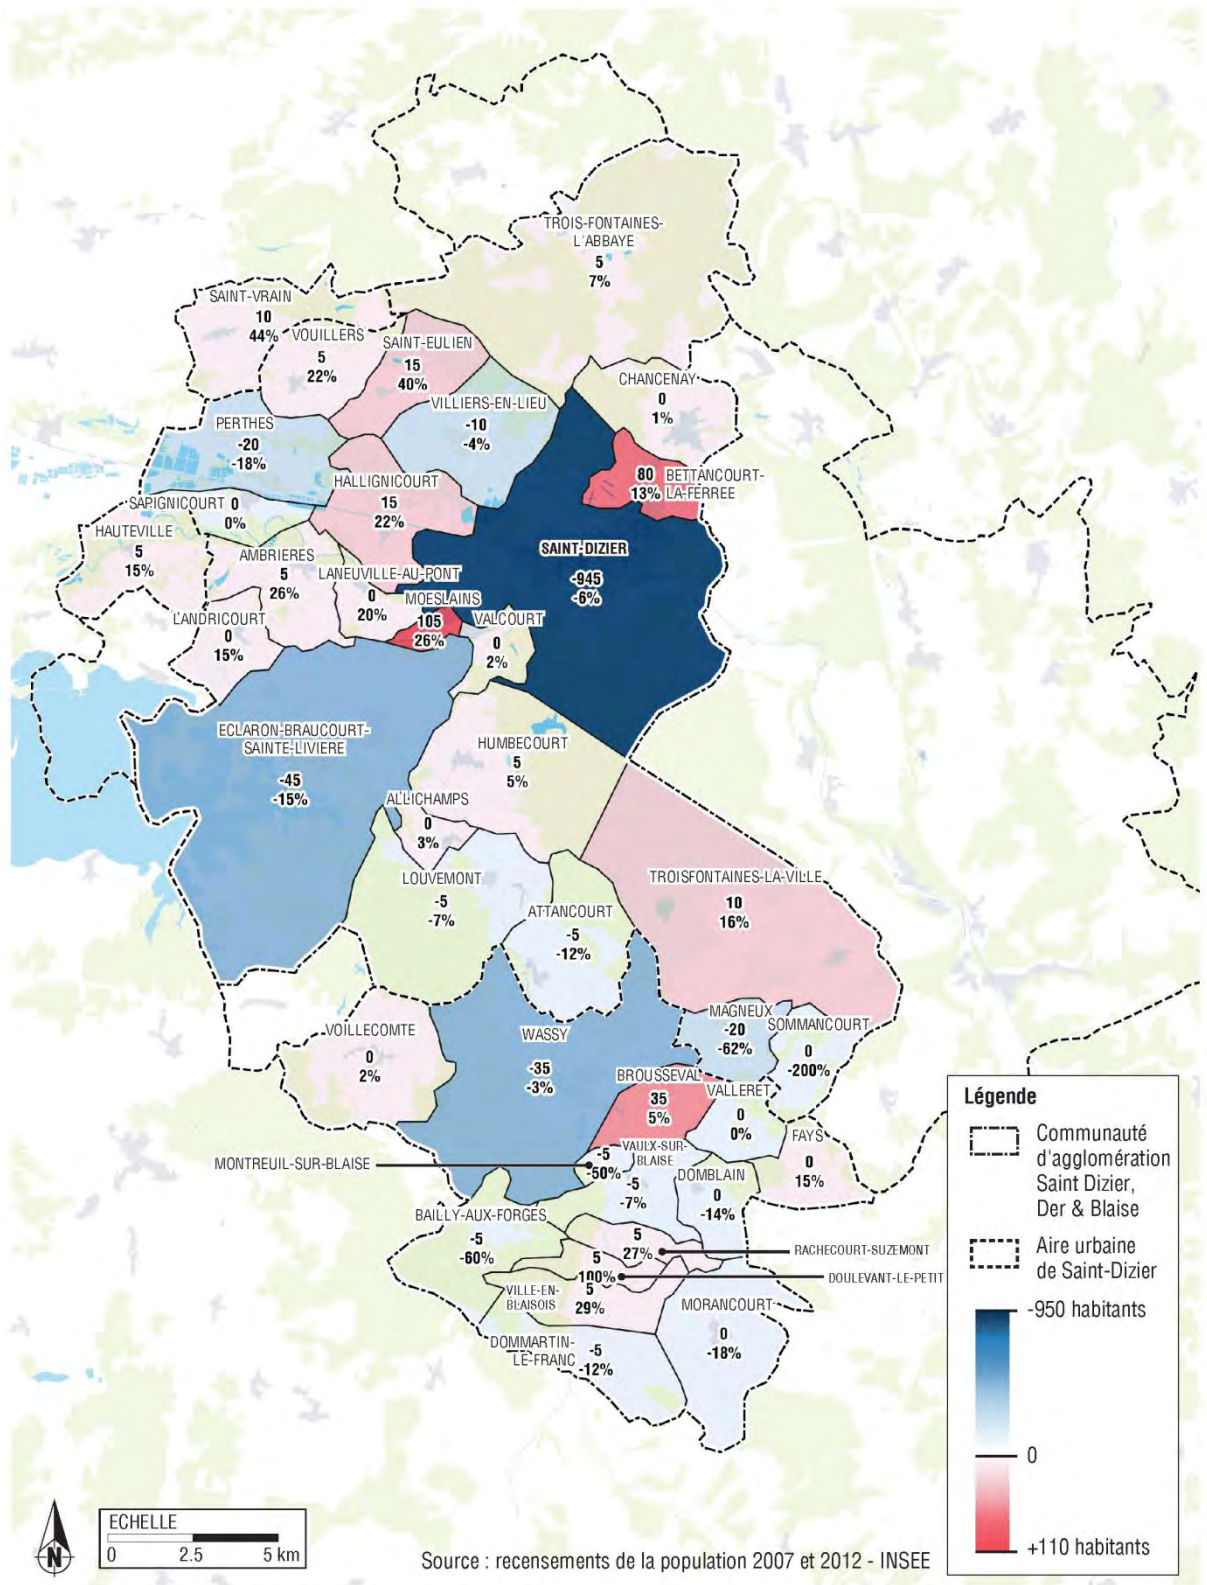 TROIS-FONTAINES-
L'ABBAYE
5
7%
SAINT-VRAIN
10
44%
VOUILLERS
5
22%
SAINT-EULIEN
15
40%
CHANCENAY
0
1%
VILLIERS-EN-LIEU
-10
-4%
PERTHES
-20
-18%
BETTANCOURT-
LA-FERREE
80
13%
HALLIGNICOURT
15
22%
SAPIGNICOURT
0
0%
HAUTEVILLE
5
15%
AMBRIERES
5
26%
SAINT-DIZIER
-945
-6%
LANEUVILLE-AU-PONT
0
20%
MOESLAINS
105
26%
VALCOURT
0
2%
LANDRICOURT
0
15%
ECLARON-BRAUCOURT-
SAINTE-LIVIERE
-45
-15%
HUMBECOURT
5
5%
ALLICHAMPS
0
3%
LOUVEMONT
-5
-7%
ATTANCOURT
-5
-12%
TROISFONTAINES-LA-VILLE
10
16%
MAGNEUX
-20
-62%
SOMMANCOURT
0
-200%
VOILLECOMTE
0
2%
WASSY
-35
-3%
BROUSSEVAL
35
5%
VALLERET
0
0%
FAYS
0
15%
MONTREUIL-SUR-BLAISE
-5
-50%
VAULX-SUR-
BLAISE
-5
-7%
DOMBLAIN
0
-14%
BAILLY-AUX-FORGES
-5
-60%
5
27%
RACHECOURT-SUZEMONT
5
100%
DOULEVANT-LE-PETIT
VILLE-EN-
BLAISOIS
5
29%
MORANCOURT
0
-18%
DOMMARTIN-
LE-FRANC
-5
-12%
Légende
Communauté
d'agglomération
Saint Dizier,
Der & Blaise
Aire urbaine
de Saint-Dizier
-950 habitants
0
+110 habitants
N
ECHELLE
0 2.5 5 km
Source : recensements de la population 2007 et 2012 - INSEE